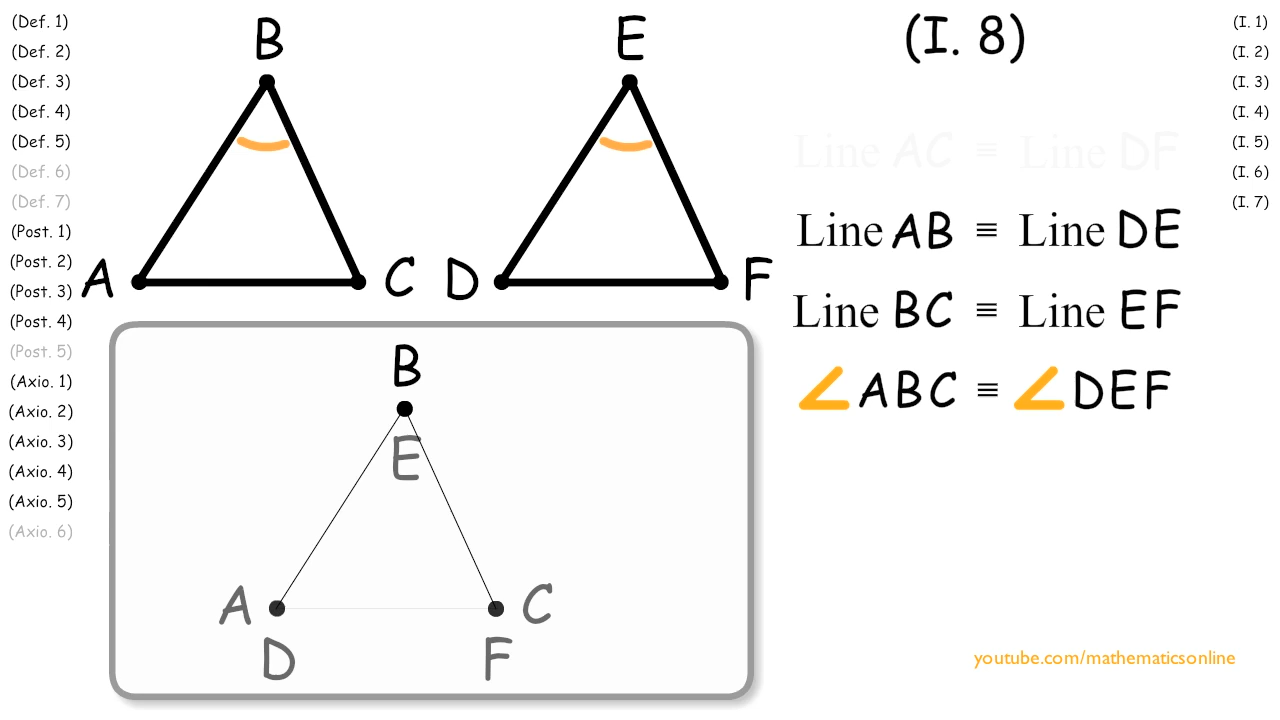 (Def. 1)
(Def. 2)
(Def. 3)
(Def. 4)
(Def. 5)
(Def. 6)
(Def. 7)
(Post. 1)
(Post. 2)
(Post. 3)
(Post. 4)
(Post. 5)
(Axio. 1)
(Axio. 2)
(Axio. 3)
(Axio. 4)
(Axio. 5)
(Axio. 6)
B
A
C
E
D
F
B
E
A
C
D
F
(I. 8)
Line AC ≡ Line DF
Line AB ≡ Line DE
Line BC ≡ Line EF
∠ABC ≡ ∠DEF
(I. 1)
(I. 2)
(I. 3)
(I. 4)
(I. 5)
(I. 6)
(I. 7)
youtube.com/mathematicsonline